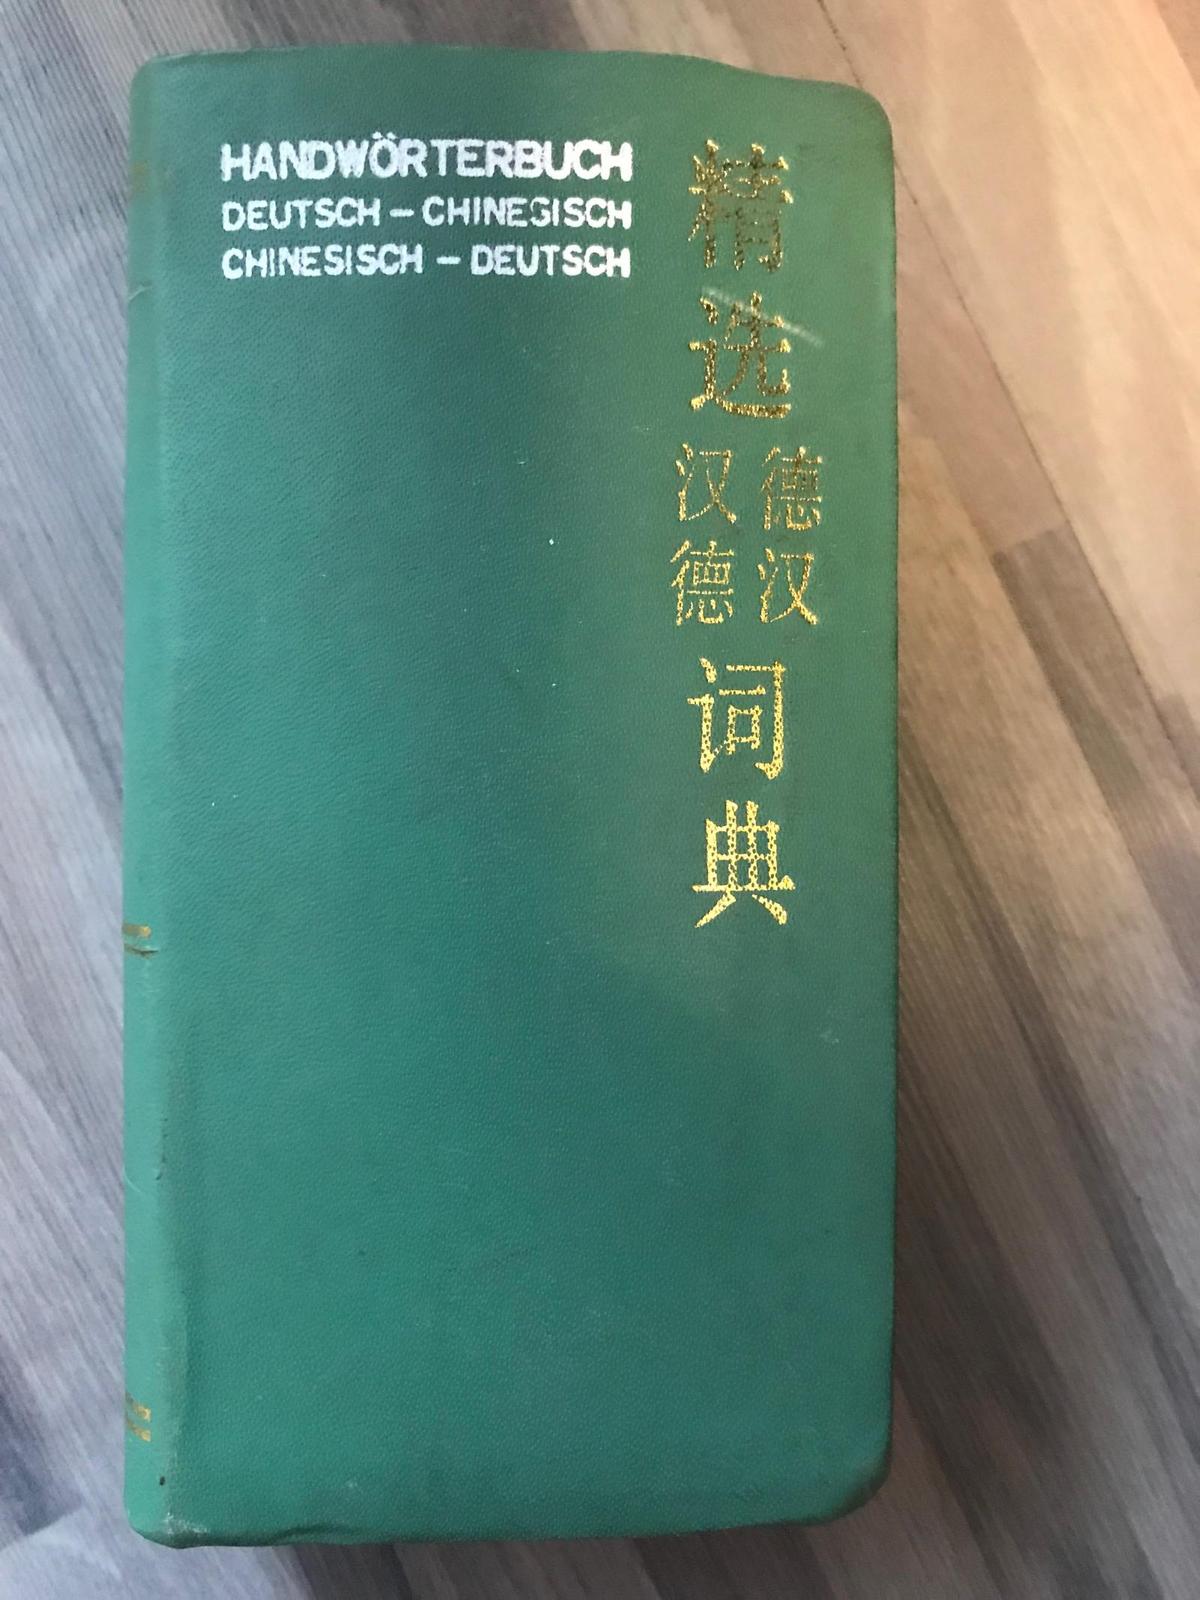 HANDWÖRTERBUCH
DEUTSCH – CHINEGISCH
CHINESISCH – DEUTSCH
精选
德汉
汉德
词典